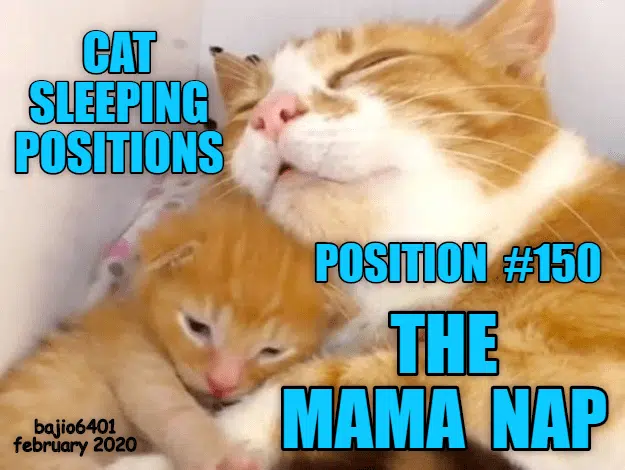 CAT
SLEEPING
POSITIONS
POSITION #150
THE
MAMA NAP
bajio6401
february 2020